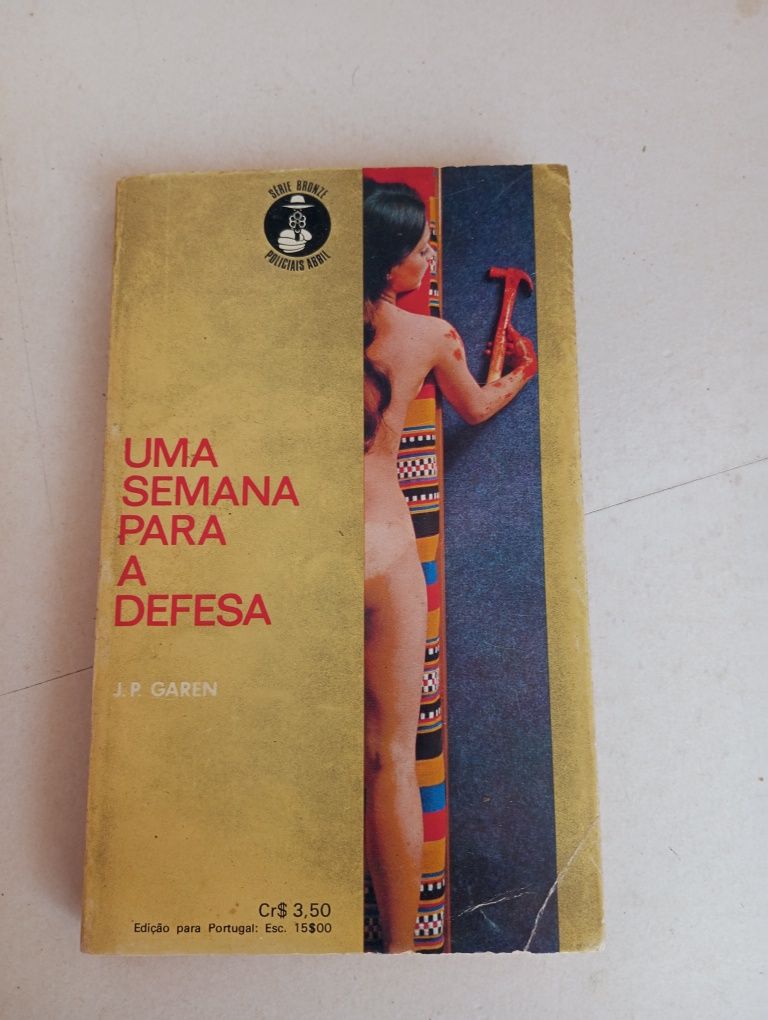 SÉRIE BRONZE
POLICIAIS ABRIL
UMA
SEMANA
PARA
A
DEFESA
J.P. GAREN
Cr$ 3,50
Edição para Portugal: Esc. 15$00